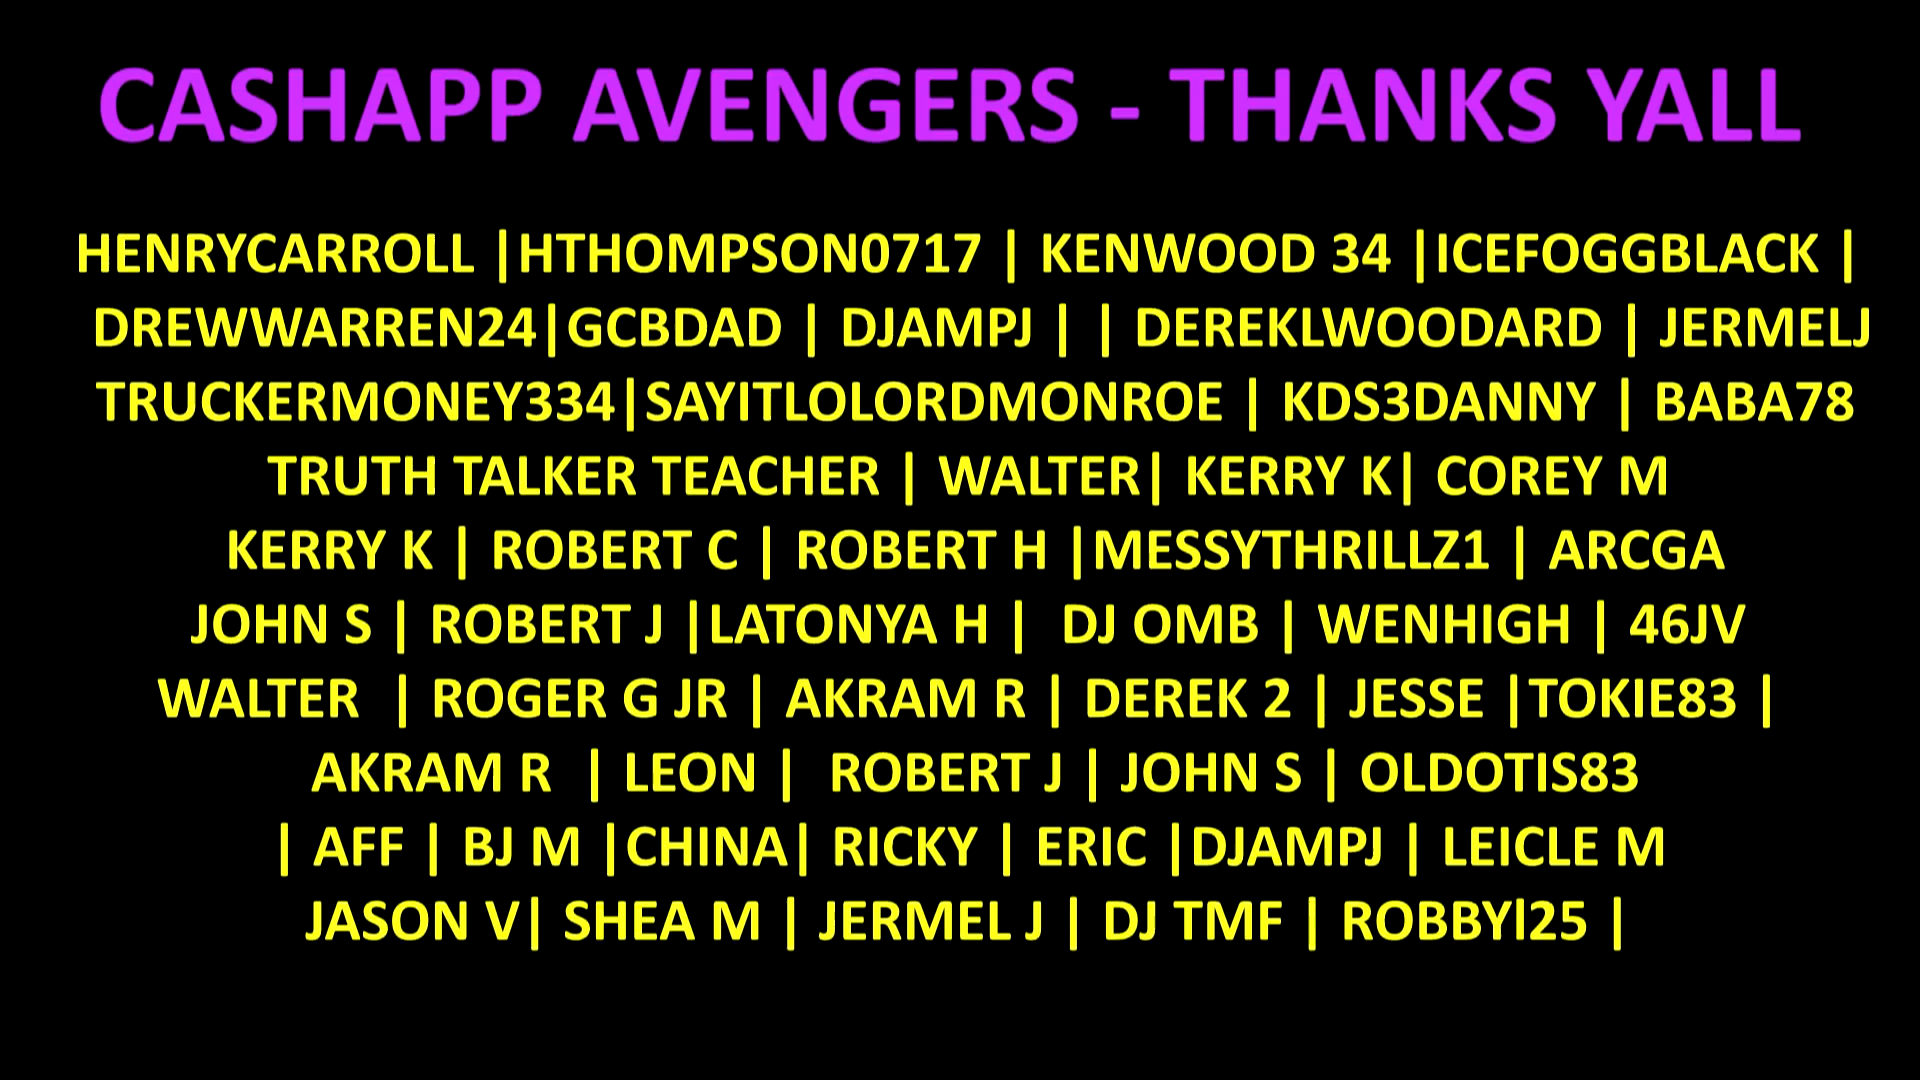 CASHAPP AVENGERS - THANKS YALL
HENRYCARROLL |HTHOMPSON0717 | KENWOOD 34 |ICEFOGGBLACK |
DREWWARREN24|GCBDAD | DJAMPJ | | DEREKLWOODARD | JERMELJ
TRUCKERMONEY334|SAYITLOLORDMONROE | KDS3DANNY | BABA78
TRUTH TALKER TEACHER | WALTER| KERRY K| COREY M
KERRY K | ROBERT C | ROBERT H |MESSYTHRILLZ1 | ARCGA
JOHN S | ROBERT J |LATONYA H | DJ OMB | WENHIGH | 46JV
WALTER | ROGER G JR | AKRAM R | DEREK 2 | JESSE |TOKIE83 |
AKRAM R | LEON | ROBERT J | JOHN S | OLDOTIS83
| AFF | BJ M |CHINA| RICKY | ERIC |DJAMPJ | LEICLE M
JASON V| SHEA M | JERMEL J | DJ TMF | ROBBYl25 |